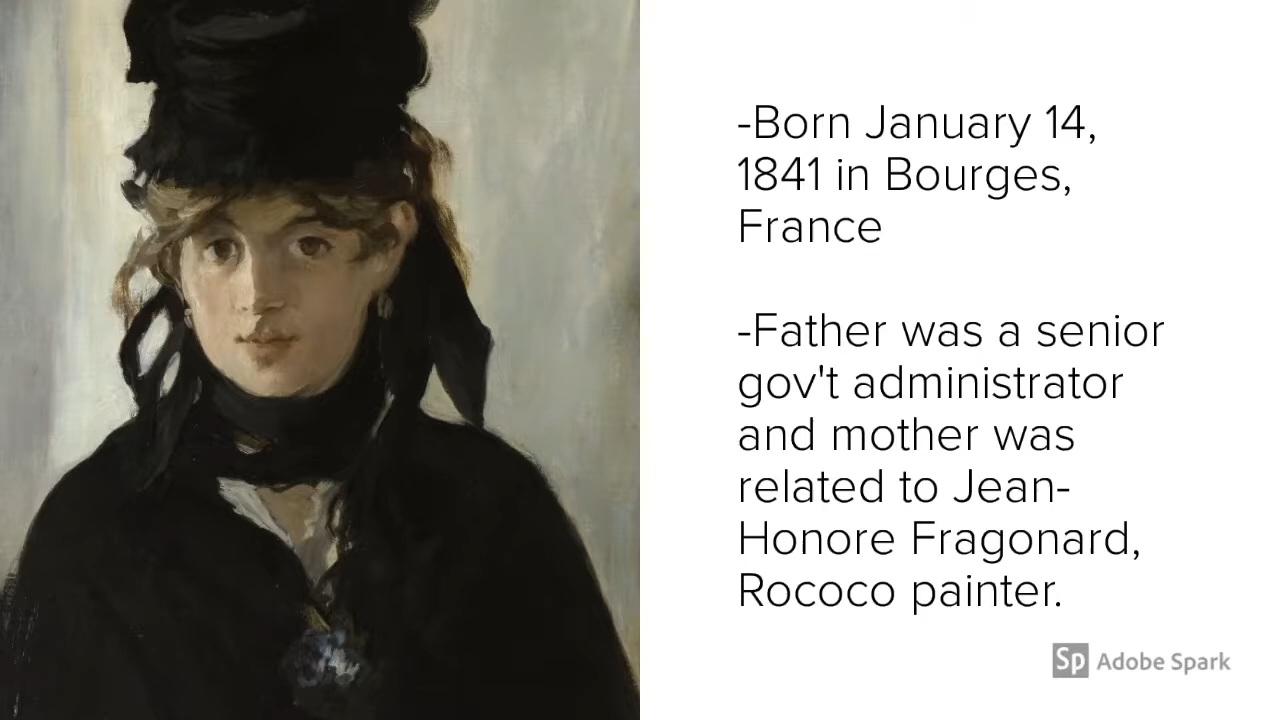 -Born January 14,
1841 in Bourges,
France
-Father was a senior
gov't administrator
and mother was
related to Jean-
Honore Fragonard,
Rococo painter.
Sp Adobe Spark